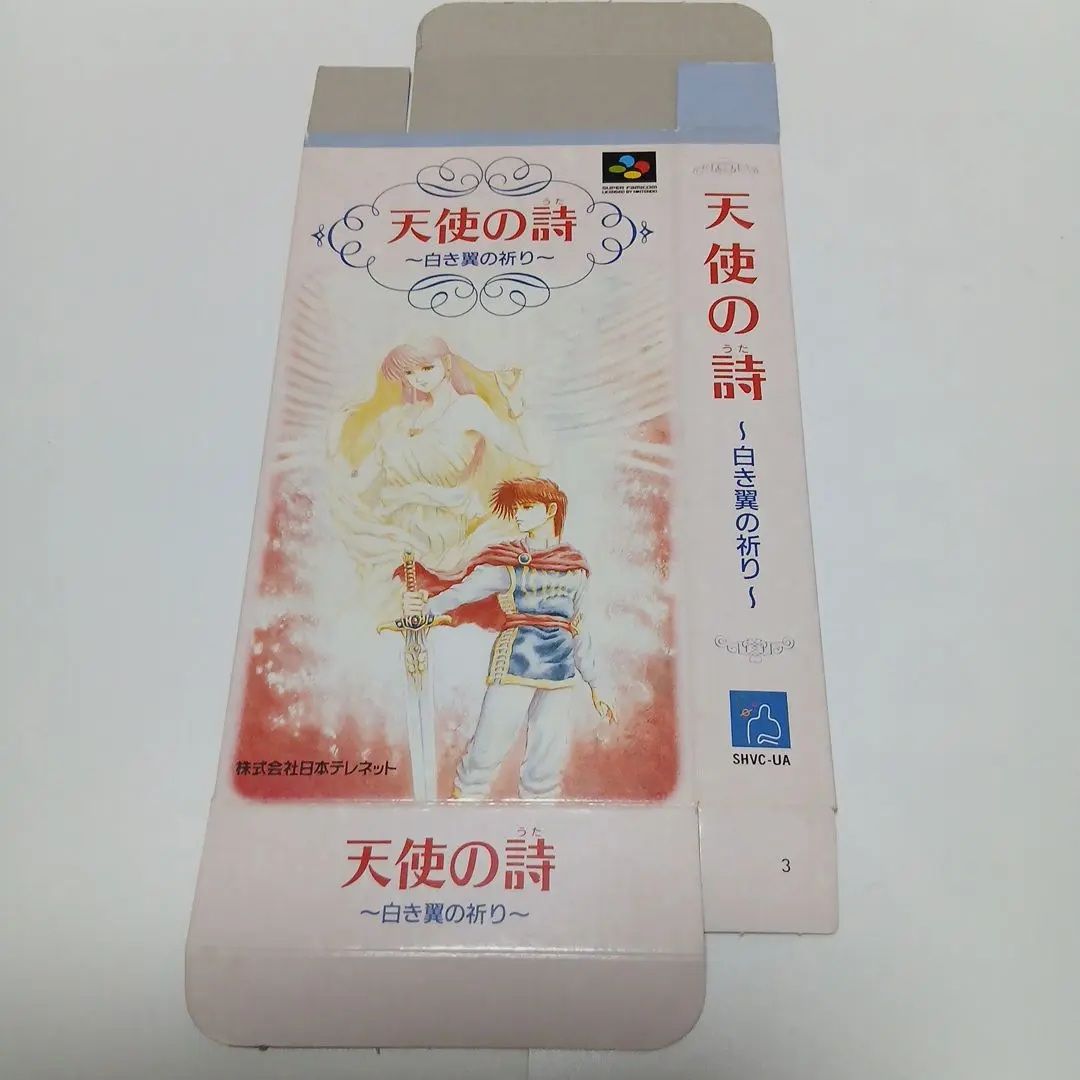 SUPER FAMICOM
LICENSED BY NINTENDO
うた
天使の詩
～白き翼の祈り～
株式会社日本テレネット
うた
天使の詩
～白き翼の祈り～
天使の詩
うた
～白き翼の祈り～
SHVC-UA
3